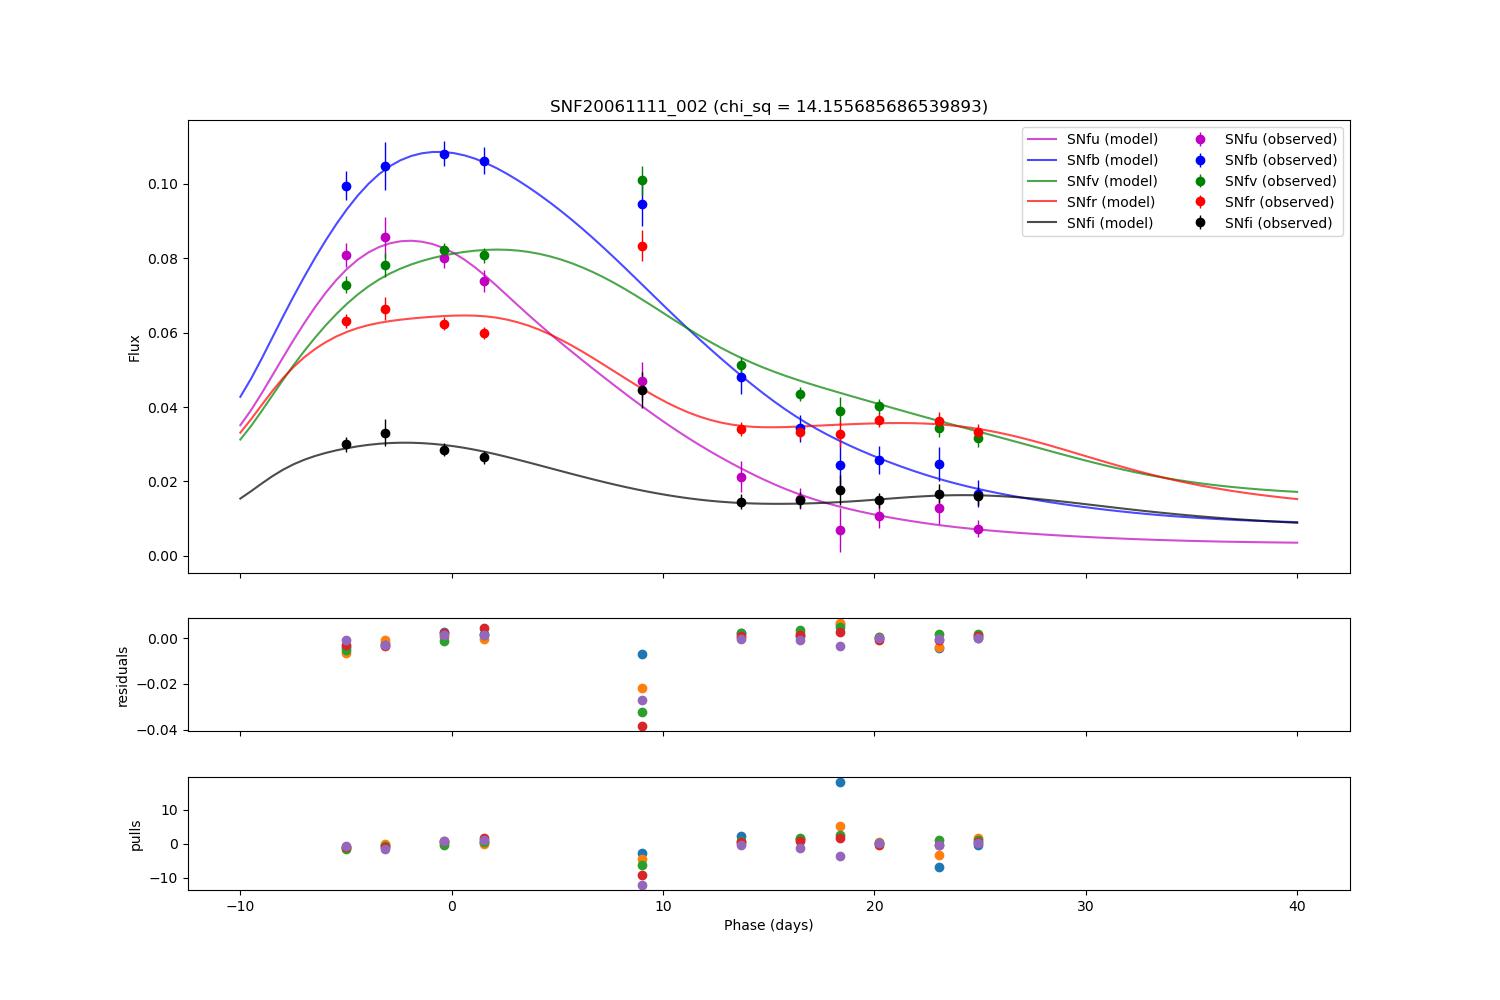 SNF20061111_002 (chi_sq = 14.155685686539893)
SNfu (model) SNfu (observed)
SNfb (model) SNfb (observed)
SNfv (model) SNfv (observed)
SNfr (model) SNfr (observed)
SNfi (model) SNfi (observed)
0.10
0.08
0.06
0.04
0.02
0.00
Flux
0.00
−0.02
−0.04
residuals
10
0
−10
pulls
−10 0 10 20 30 40
Phase (days)